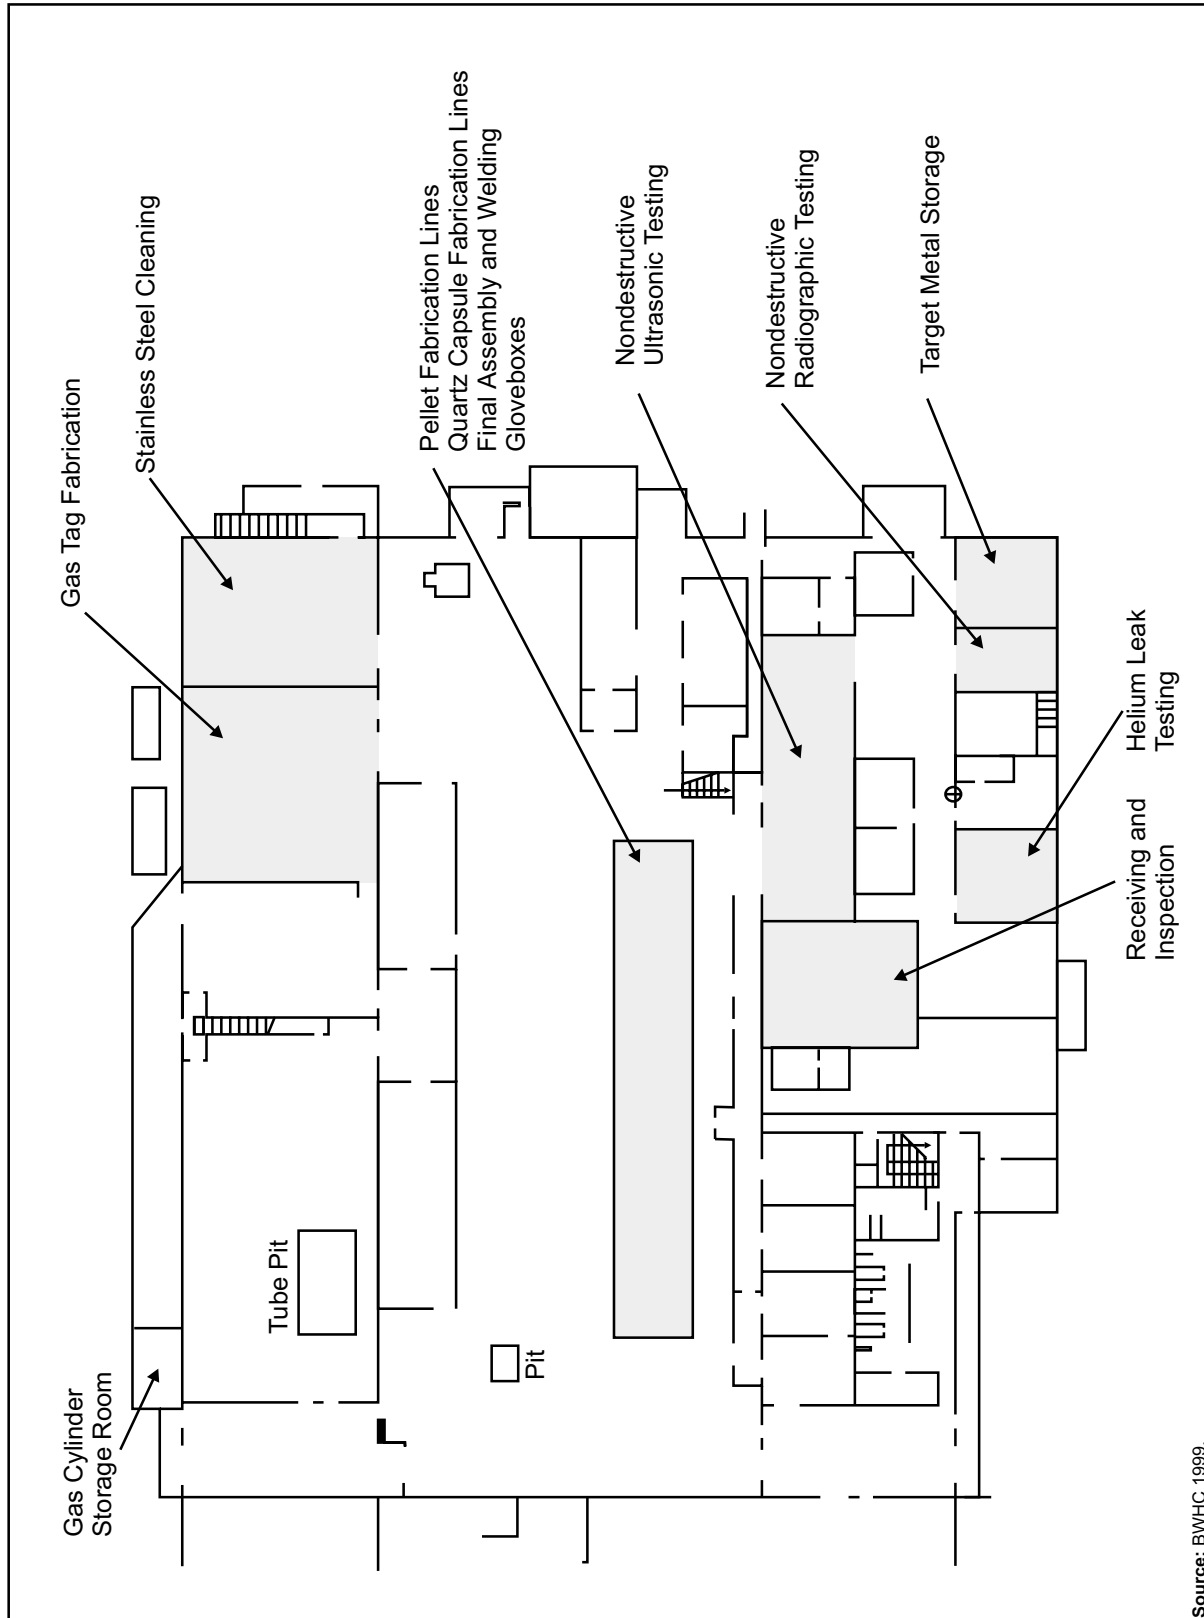 Gas Cylinder
Storage Room
Tube Pit
Pit
Gas Tag Fabrication
Stainless Steel Cleaning
Pellet Fabrication Lines
Quartz Capsule Fabrication Lines
Final Assembly and Welding
Gloveboxes
Nondestructive
Ultrasonic Testing
Nondestructive
Radiographic Testing
Target Metal Storage
Receiving and
Inspection
Helium Leak
Testing
Source: BWHC 1999.